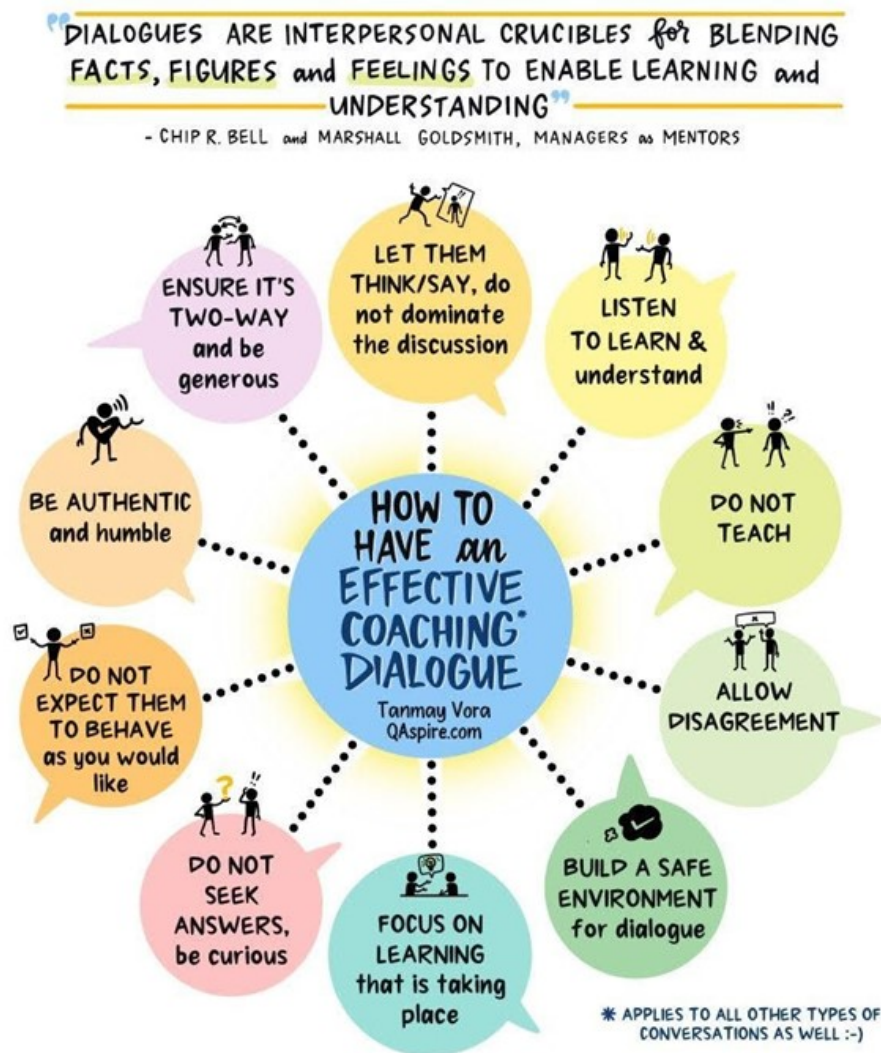 "DIALOGUES ARE INTERPERSONAL CRUCIBLES for BLENDING
FACTS, FIGURES and FEELINGS TO ENABLE LEARNING and
UNDERSTANDING"
- CHIP R. BELL and MARSHALL GOLDSMITH, MANAGERS as MENTORS
LET THEM
THINK/SAY, do
not dominate
the discussion
LISTEN
TO LEARN &
understand
DO NOT
TEACH
ALLOW
DISAGREEMENT
BUILD A SAFE
ENVIRONMENT
for dialogue
FOCUS ON
LEARNING
that is taking
place
DO NOT
SEEK
ANSWERS,
be curious
DO NOT
EXPECT THEM
TO BEHAVE
as you would
like
BE AUTHENTIC
and humble
ENSURE IT'S
TWO-WAY
and be
generous
HOW TO
HAVE an
EFFECTIVE
COACHING*
DIALOGUE
Tanmay Vora
QAspire.com
* APPLIES TO ALL OTHER TYPES OF
CONVERSATIONS AS WELL :-)